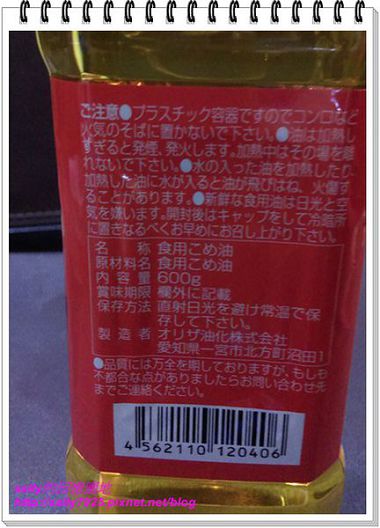 ご注意●プラスチック容器ですのでコンロなど
火気のそばに置かないで下さい。●油は加熱し
すぎると発煙、発火します。加熱中はその場を離
れないで下さい。●水の入った油を加熱したり、
加熱した油に水が入ると油が飛びはね、火傷す
ることがあります。●新鮮な食用油は日光と空
気を嫌います。開封後はキャップをして冷暗所
に置きなるべくお早めにお召し上がり下さい。
名 称 食用こめ油
原材料名 食用こめ油
内容量 600g
賞味期限 欄外に記載
保存方法 直射日光を避け常温で保
存して下さい。
製造者 オリザ油化株式会社
愛知県一宮市北方町沼田1
●品質には万全を期しておりますが、もしも
不都合な点がありましたらお問い合わせ先
までご連絡ください。
4 562110 120406